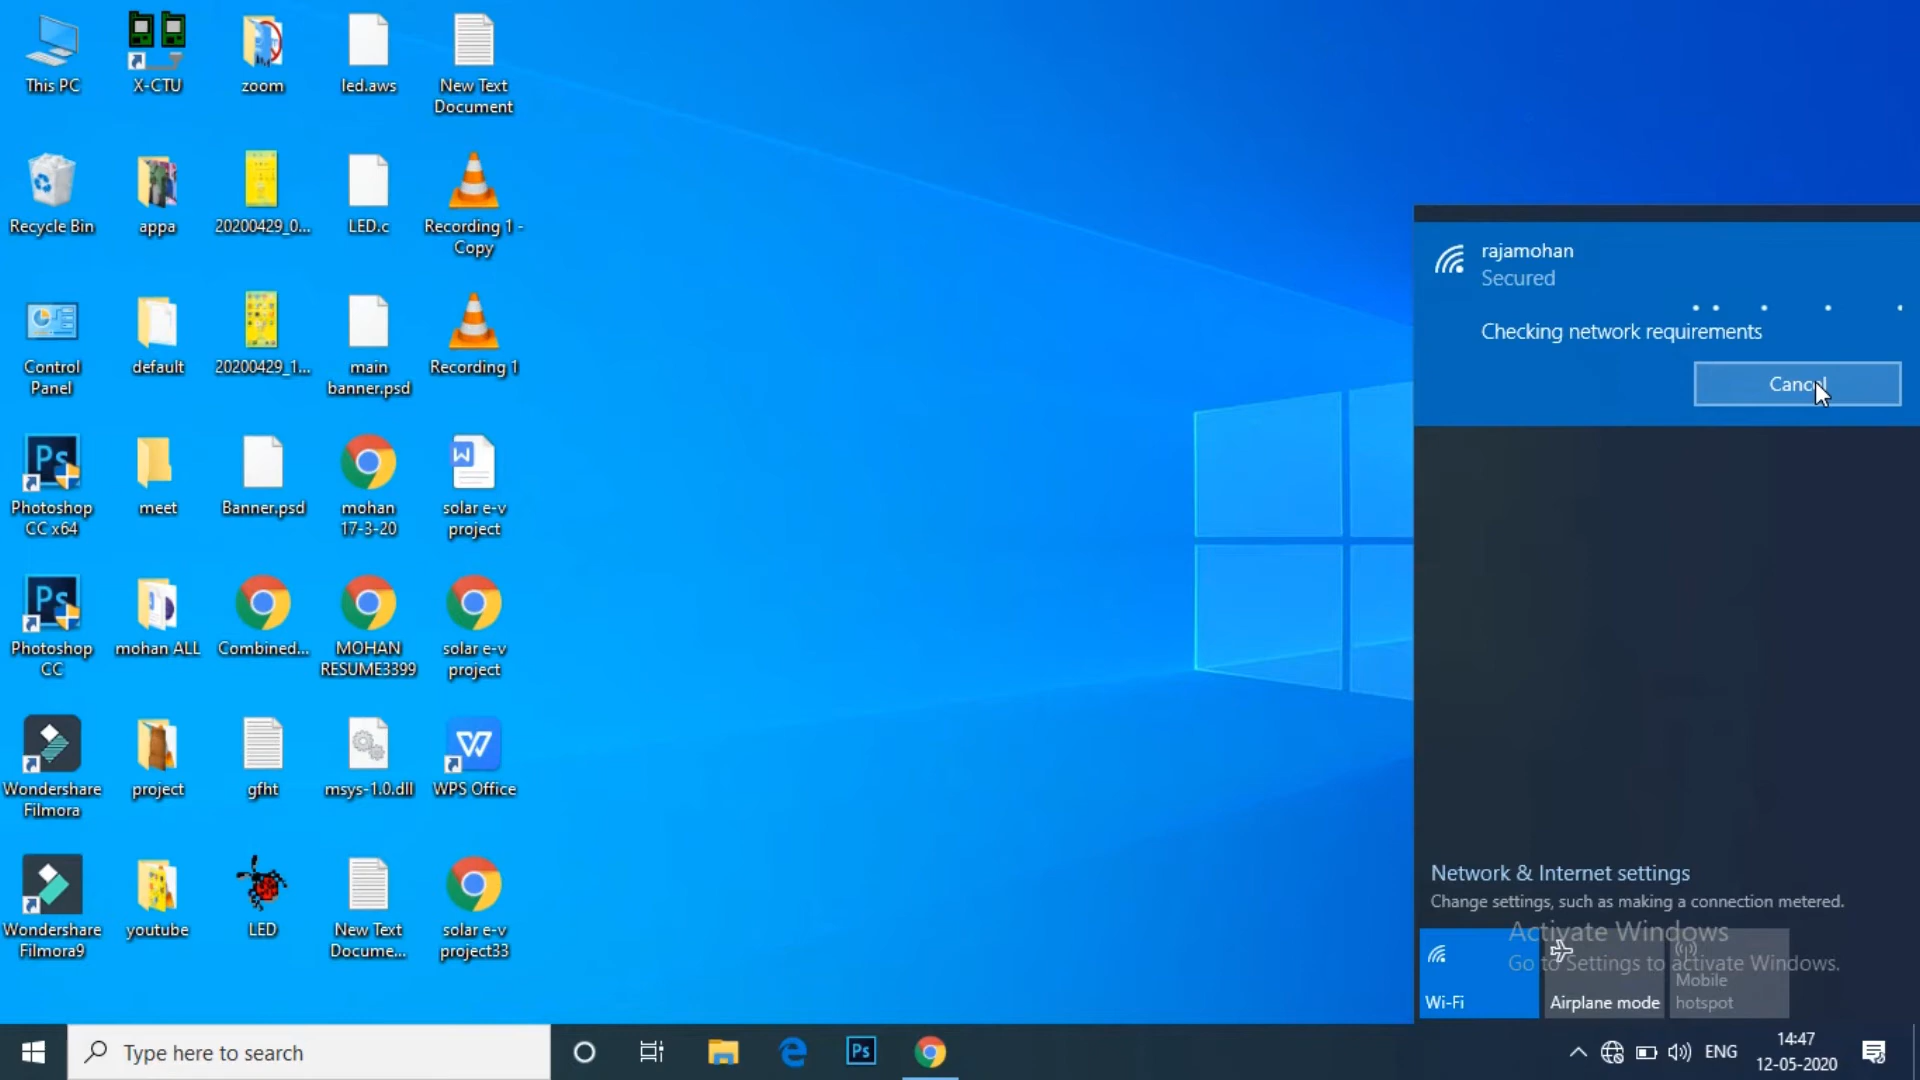 This PC
X-CTU
zoom
led.aws
New Text
Document
Recycle Bin
appa
20200429_0...
LED.c
Recording 1 -
Copy
Control
Panel
default
20200429_1...
main
banner.psd
Recording 1
Ps
Photoshop
CC x64
meet
Banner.psd
mohan
17-3-20
W
solar e-v
project
Ps
Photoshop
CC
mohan ALL
Combined...
MOHAN
RESUME3399
solar e-v
project
Wondershare
Filmora
project
gfht
msys-1.0.dll
W
WPS Office
Wondershare
Filmora9
youtube
LED
New Text
Docume...
solar e-v
project33
rajamohan
Secured
Checking network requirements
Cancel
Network & Internet settings
Change settings, such as making a connection metered.
Activate Windows
Go to Settings to activate Windows.
Wi-Fi
Airplane mode
Mobile
hotspot
Type here to search
Ps
ENG
14:47
12-05-2020